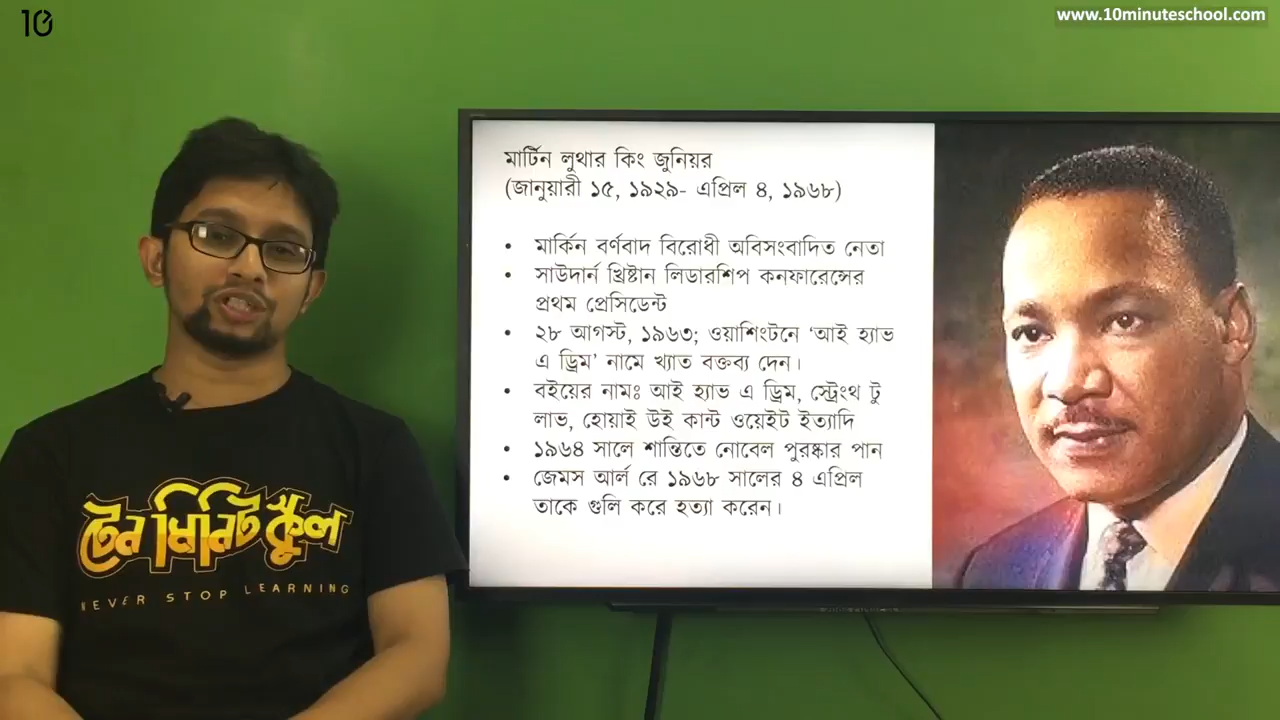 10
www.10minuteschool.com
মার্টিন লুথার কিং জুনিয়র
(জানুয়ারী ১৫, ১৯২৯- এপ্রিল ৪, ১৯৬৮)
• মার্কিন বর্ণবাদ বিরোধী অবিসংবাদিত নেতা
• সাউদার্ন খ্রিষ্টান লিডারশিপ কনফারেন্সের
প্রথম প্রেসিডেন্ট
• ২৮ আগস্ট, ১৯৬৩; ওয়াশিংটনে ‘আই হ্যাভ
এ ড্রিম’ নামে খ্যাত বক্তব্য দেন।
• বইয়ের নামঃ আই হ্যাভ এ ড্রিম, স্ট্রেংথ টু
লাভ, হোয়াই উই কান্ট ওয়েইট ইত্যাদি
• ১৯৬৪ সালে শান্তিতে নোবেল পুরষ্কার পান
• জেমস আর্ল রে ১৯৬৮ সালের ৪ এপ্রিল
তাকে গুলি করে হত্যা করেন।
টেন মিনিট স্কুল
NEVER STOP LEARNING